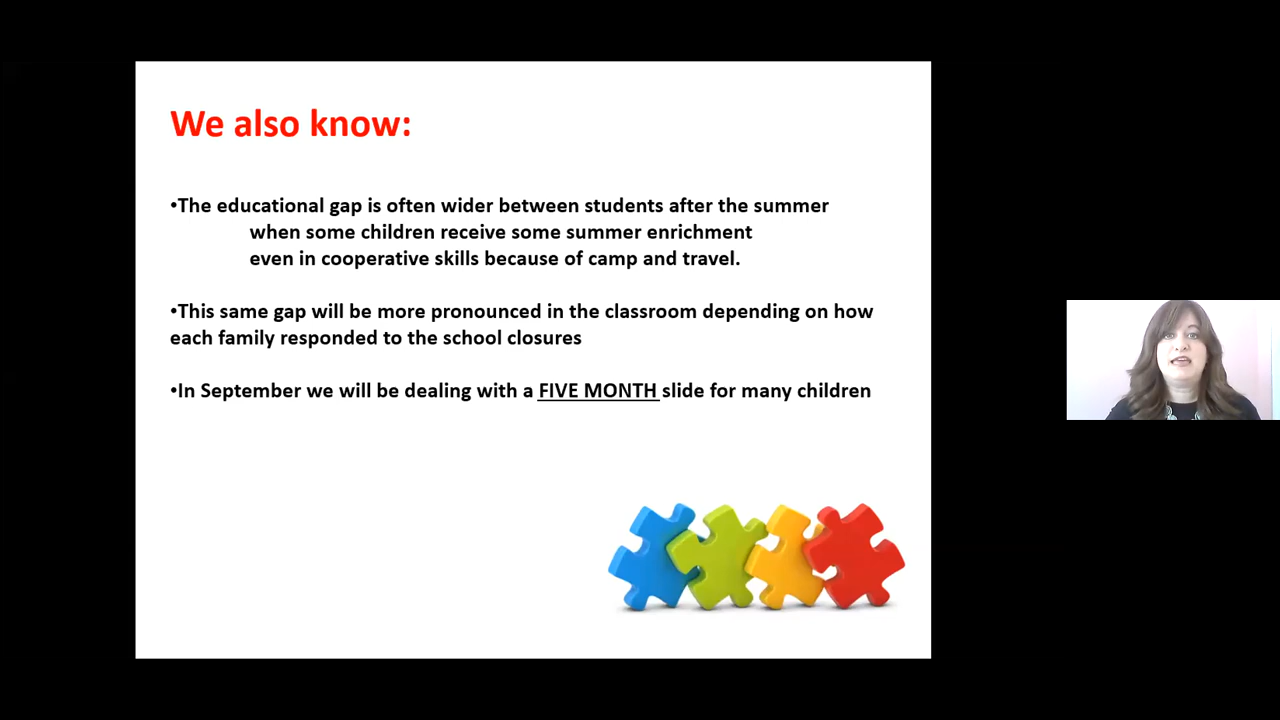 We also know:
•The educational gap is often wider between students after the summer
when some children receive some summer enrichment
even in cooperative skills because of camp and travel.
•This same gap will be more pronounced in the classroom depending on how
each family responded to the school closures
•In September we will be dealing with a FIVE MONTH slide for many children